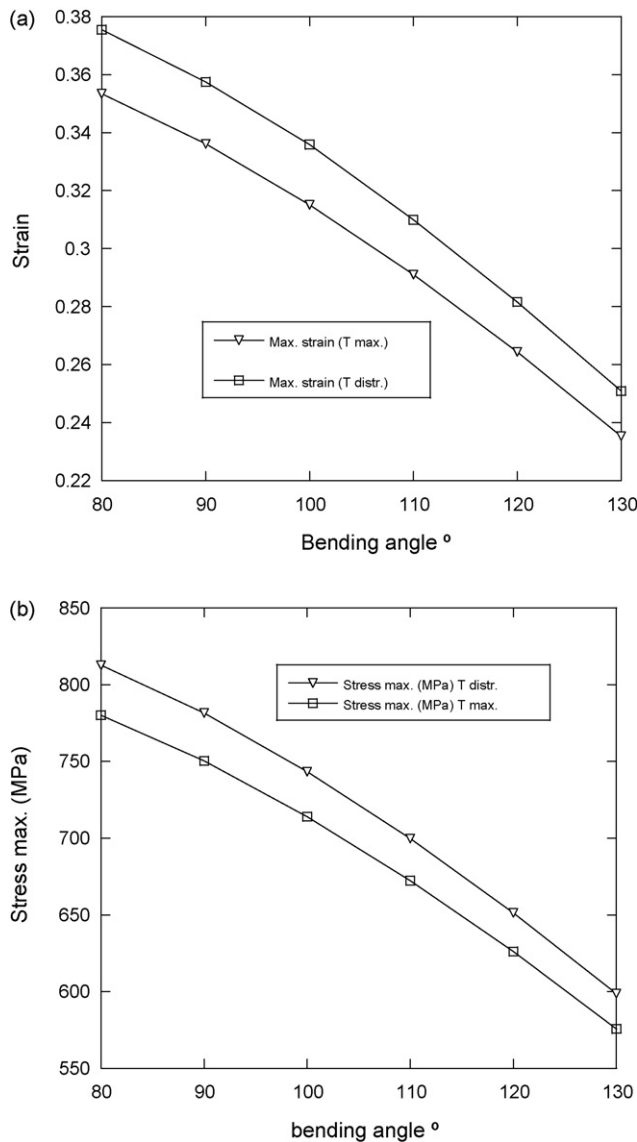 (a)
0.38
0.36
0.34
0.32
0.3
0.28
0.26
0.24
0.22
Strain
Max. strain (T max.)
Max. strain (T distr.)
80 90 100 110 120 130
Bending angle º
(b)
850
800
750
700
650
600
550
Stress max. (MPa)
Stress max. (MPa) T distr.
Stress max. (MPa) T max.
80 90 100 110 120 130
bending angle º